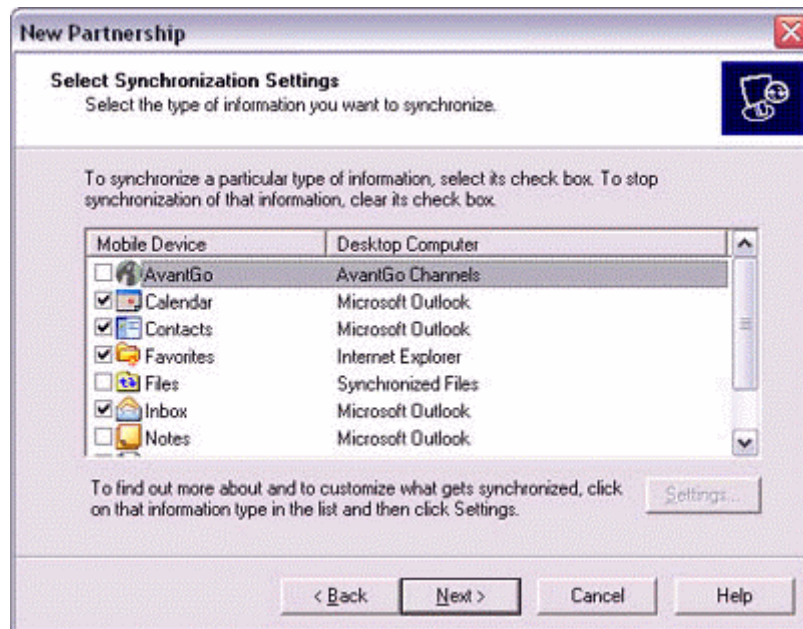 New Partnership
Select Synchronization Settings
Select the type of information you want to synchronize.
To synchronize a particular type of information, select its check box. To stop
synchronization of that information, clear its check box.
Mobile Device Desktop Computer
AvantGo AvantGo Channels
Calendar Microsoft Outlook
Contacts Microsoft Outlook
Favorites Internet Explorer
Files Synchronized Files
Inbox Microsoft Outlook
Notes Microsoft Outlook
To find out more about and to customize what gets synchronized, click
on that information type in the list and then click Settings.
Settings...
< Back Next > Cancel Help